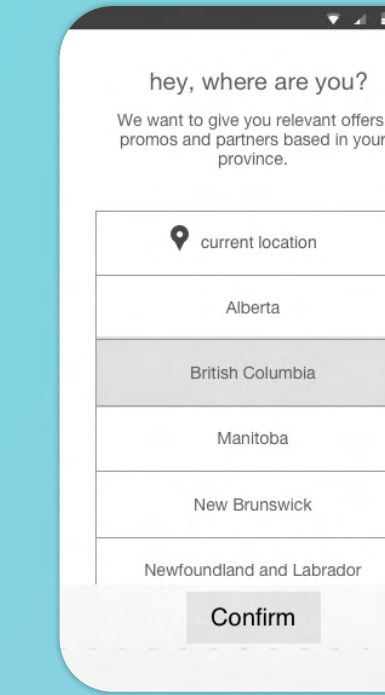 hey, where are you?
We want to give you relevant offers,
promos and partners based in your
province.
current location
Alberta
British Columbia
Manitoba
New Brunswick
Newfoundland and Labrador
Confirm